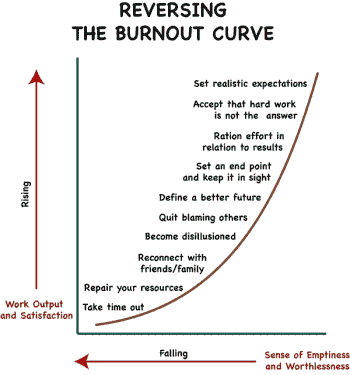 REVERSING
THE BURNOUT CURVE
Set realistic expectations
Accept that hard work
is not the answer
Ration effort in
relation to results
Set an end point
and keep it in sight
Define a better future
Quit blaming others
Become disillusioned
Reconnect with
friends/family
Repair your resources
Take time out
Rising
Work Output
and Satisfaction
Falling
Sense of Emptiness
and Worthlessness